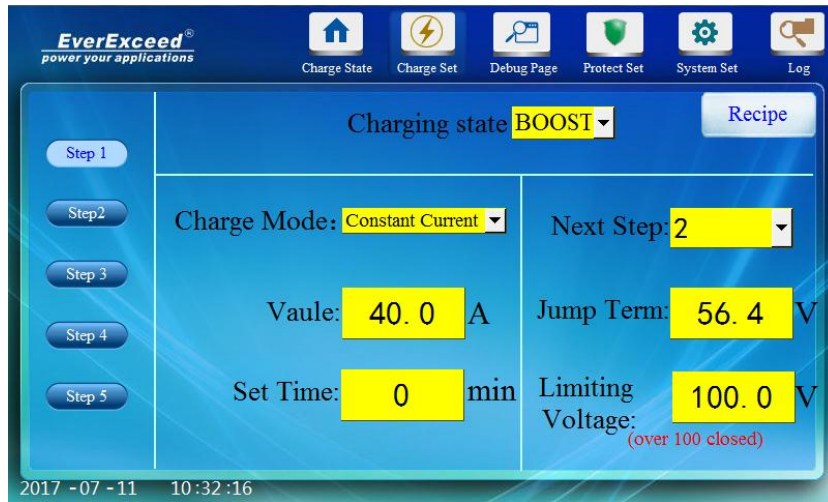 EverExceed®
power your applications
Charge State
Charge Set
Debug Page
Protect Set
System Set
Log
Charging state BOOST
Recipe
Step 1
Step2
Step 3
Step 4
Step 5
Charge Mode: Constant Current
Vaule: 40.0 A
Set Time: 0 min
Next Step: 2
Jump Term: 56.4 V
Limiting
Voltage: 100.0 V
(over 100 closed)
2017 -07 -11 10:32:16